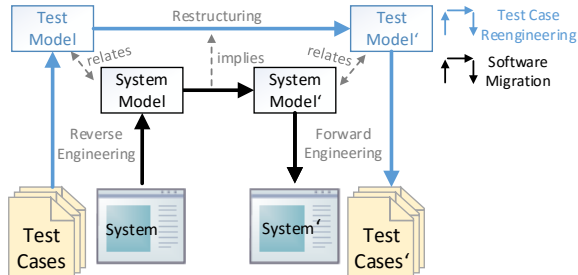 Test
Model
Restructuring
Test
Model‘
Test Case
Reengineering
relates
implies
relates
System
Model
System
Model‘
Software
Migration
Reverse
Engineering
Forward
Engineering
Test
Cases
System
System‘
Test
Cases‘